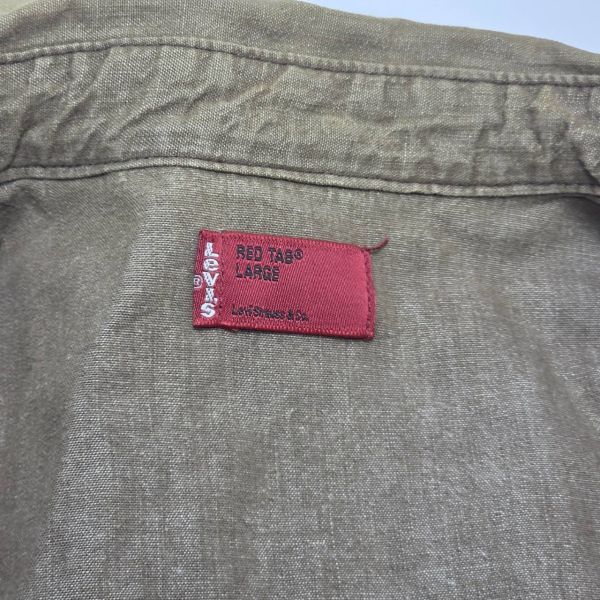 Levi's
®
RED TAB®
LARGE
Levi Strauss & Co.